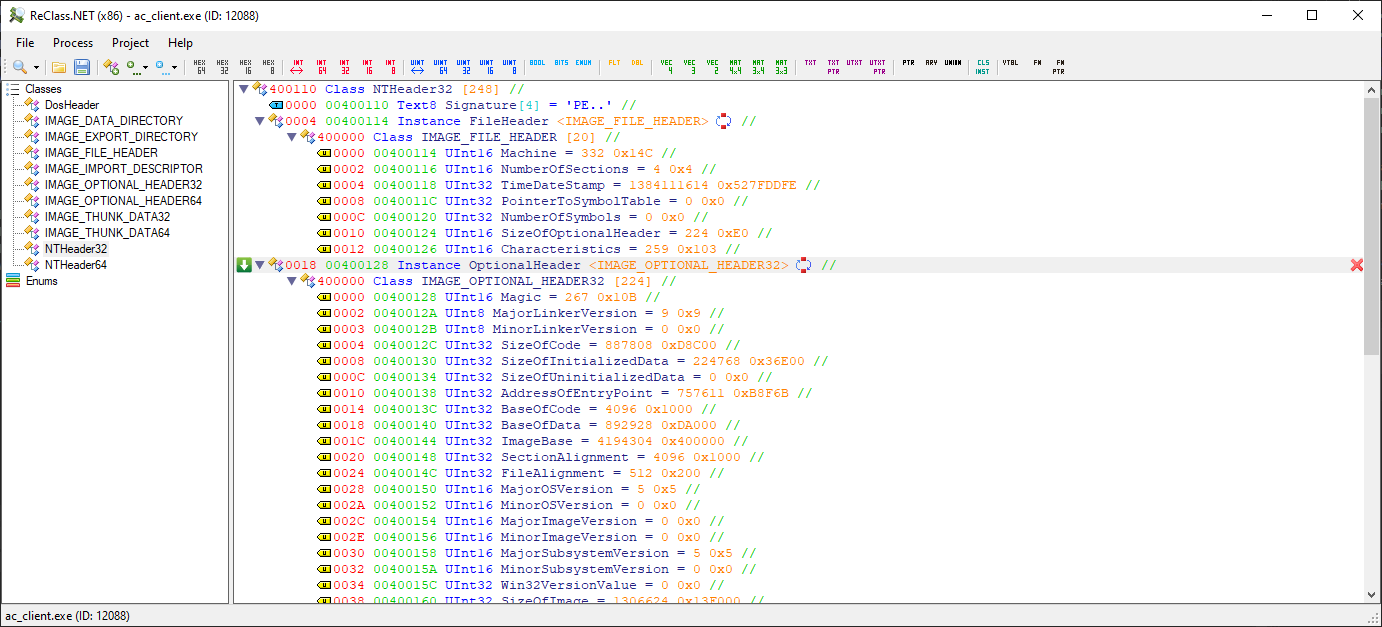 ReClass.NET (x86) - ac_client.exe (ID: 12088)
File Process Project Help
HEX 64 HEX 32 HEX 16 HEX 8 INT INT 64 INT 32 INT 16 INT 8 UINT UINT 64 UINT 32 UINT 16 UINT 8 BOOL BITS ENUM FLT DBL VEC 4 VEC 3 VEC 2 MAT 4x4 MAT 3x4 MAT 3x3 TXT TXT PTR UTXT UTXT PTR PTR ARY UNION CLS INST VTBL FN FN PTR
Classes
DosHeader
IMAGE_DATA_DIRECTORY
IMAGE_EXPORT_DIRECTORY
IMAGE_FILE_HEADER
IMAGE_IMPORT_DESCRIPTOR
IMAGE_OPTIONAL_HEADER32
IMAGE_OPTIONAL_HEADER64
IMAGE_THUNK_DATA32
IMAGE_THUNK_DATA64
NTHeader32
NTHeader64
Enums
400110 Class NTHeader32 [248] //
0000 00400110 Text8 Signature[4] = 'PE..' //
0004 00400114 Instance FileHeader <IMAGE_FILE_HEADER> //
400000 Class IMAGE_FILE_HEADER [20] //
0000 00400114 UInt16 Machine = 332 0x14C //
0002 00400116 UInt16 NumberOfSections = 4 0x4 //
0004 00400118 UInt32 TimeDateStamp = 1384111614 0x527FDDFE //
0008 0040011C UInt32 PointerToSymbolTable = 0 0x0 //
000C 00400120 UInt32 NumberOfSymbols = 0 0x0 //
0010 00400124 UInt16 SizeOfOptionalHeader = 224 0xE0 //
0012 00400126 UInt16 Characteristics = 259 0x103 //
0018 00400128 Instance OptionalHeader <IMAGE_OPTIONAL_HEADER32> //
400000 Class IMAGE_OPTIONAL_HEADER32 [224] //
0000 00400128 UInt16 Magic = 267 0x10B //
0002 0040012A UInt8 MajorLinkerVersion = 9 0x9 //
0003 0040012B UInt8 MinorLinkerVersion = 0 0x0 //
0004 0040012C UInt32 SizeOfCode = 887808 0xD8C00 //
0008 00400130 UInt32 SizeOfInitializedData = 224768 0x36E00 //
000C 00400134 UInt32 SizeOfUninitializedData = 0 0x0 //
0010 00400138 UInt32 AddressOfEntryPoint = 757611 0xB8F6B //
0014 0040013C UInt32 BaseOfCode = 4096 0x1000 //
0018 00400140 UInt32 BaseOfData = 892928 0xDA000 //
001C 00400144 UInt32 ImageBase = 4194304 0x400000 //
0020 00400148 UInt32 SectionAlignment = 4096 0x1000 //
0024 0040014C UInt32 FileAlignment = 512 0x200 //
0028 00400150 UInt16 MajorOSVersion = 5 0x5 //
002A 00400152 UInt16 MinorOSVersion = 0 0x0 //
002C 00400154 UInt16 MajorImageVersion = 0 0x0 //
002E 00400156 UInt16 MinorImageVersion = 0 0x0 //
0030 00400158 UInt16 MajorSubsystemVersion = 5 0x5 //
0032 0040015A UInt16 MinorSubsystemVersion = 0 0x0 //
0034 0040015C UInt32 Win32VersionValue = 0 0x0 //
0038 00400160 UInt32 SizeOfImage = 1306624 0x13F000 //
ac_client.exe (ID: 12088)